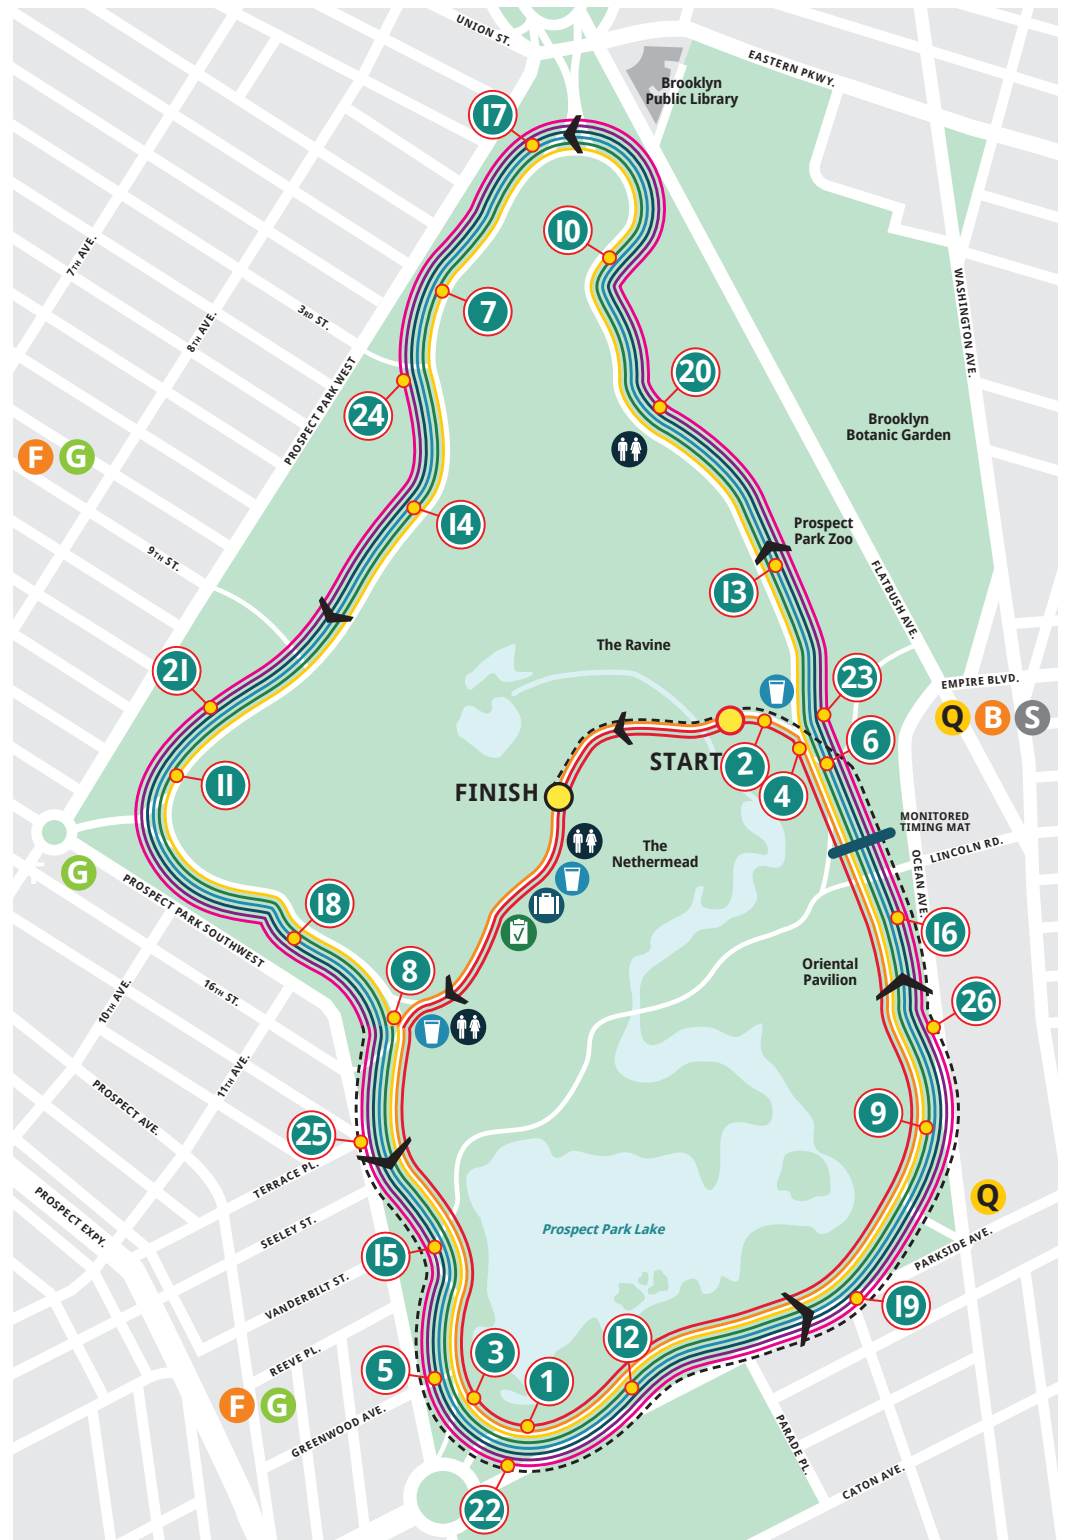 UNION ST.
EASTERN PKWY.
Brooklyn
Public Library
17
10
7TH AVE.
8TH AVE.
3RD ST.
7
WASHINGTON AVE.
PROSPECT PARK WEST
20
24
Brooklyn
Botanic Garden
F G
14
Prospect
Park Zoo
9TH ST.
13
FLATBUSH AVE.
The Ravine
21
23
EMPIRE BLVD.
Q B S
6
START
2
4
11
FINISH
MONITORED
TIMING MAT
The
Nethermead
LINCOLN RD.
OCEAN AVE.
G
PROSPECT PARK SOUTHWEST
18
16
8
Oriental
Pavilion
16TH ST.
10TH AVE.
26
11TH AVE.
PROSPECT AVE.
9
25
TERRACE PL.
Q
PROSPECT EXPY.
SEELEY ST.
Prospect Park Lake
15
PARKSIDE AVE.
VANDERBILT ST.
19
12
REEVE PL.
3
5
1
F G
GREENWOOD AVE.
PARADE PL.
CATON AVE.
22